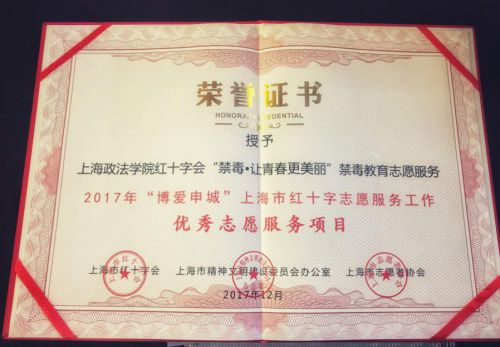 荣誉证书
HONORARY CREDENTIAL
授予
上海政法学院红十字会“禁毒·让青春更美丽”禁毒教育志愿服务
2017年“博爱申城”上海市红十字志愿服务工作
优秀志愿服务项目
上海市红十字会 上海市精神文明建设委员会办公室 上海市志愿者协会
2017年12月